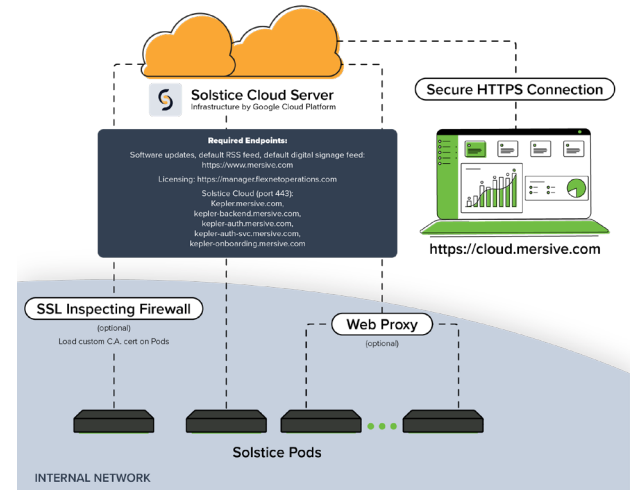 Solstice Cloud Server
Infrastructure by Google Cloud Platform
Secure HTTPS Connection
https://cloud.mersive.com
Required Endpoints:
Software updates, default RSS feed, default digital signage feed:
https://www.mersive.com
Licensing: https://manager.flexnetoperations.com
Solstice Cloud (port 443):
Kepler.mersive.com,
kepler-backend.mersive.com,
kepler-auth.mersive.com,
kepler-auth-svc.mersive.com,
kepler-onboarding.mersive.com
SSL Inspecting Firewall
(optional)
Load custom C.A. cert on Pods
Web Proxy
(optional)
Solstice Pods
INTERNAL NETWORK